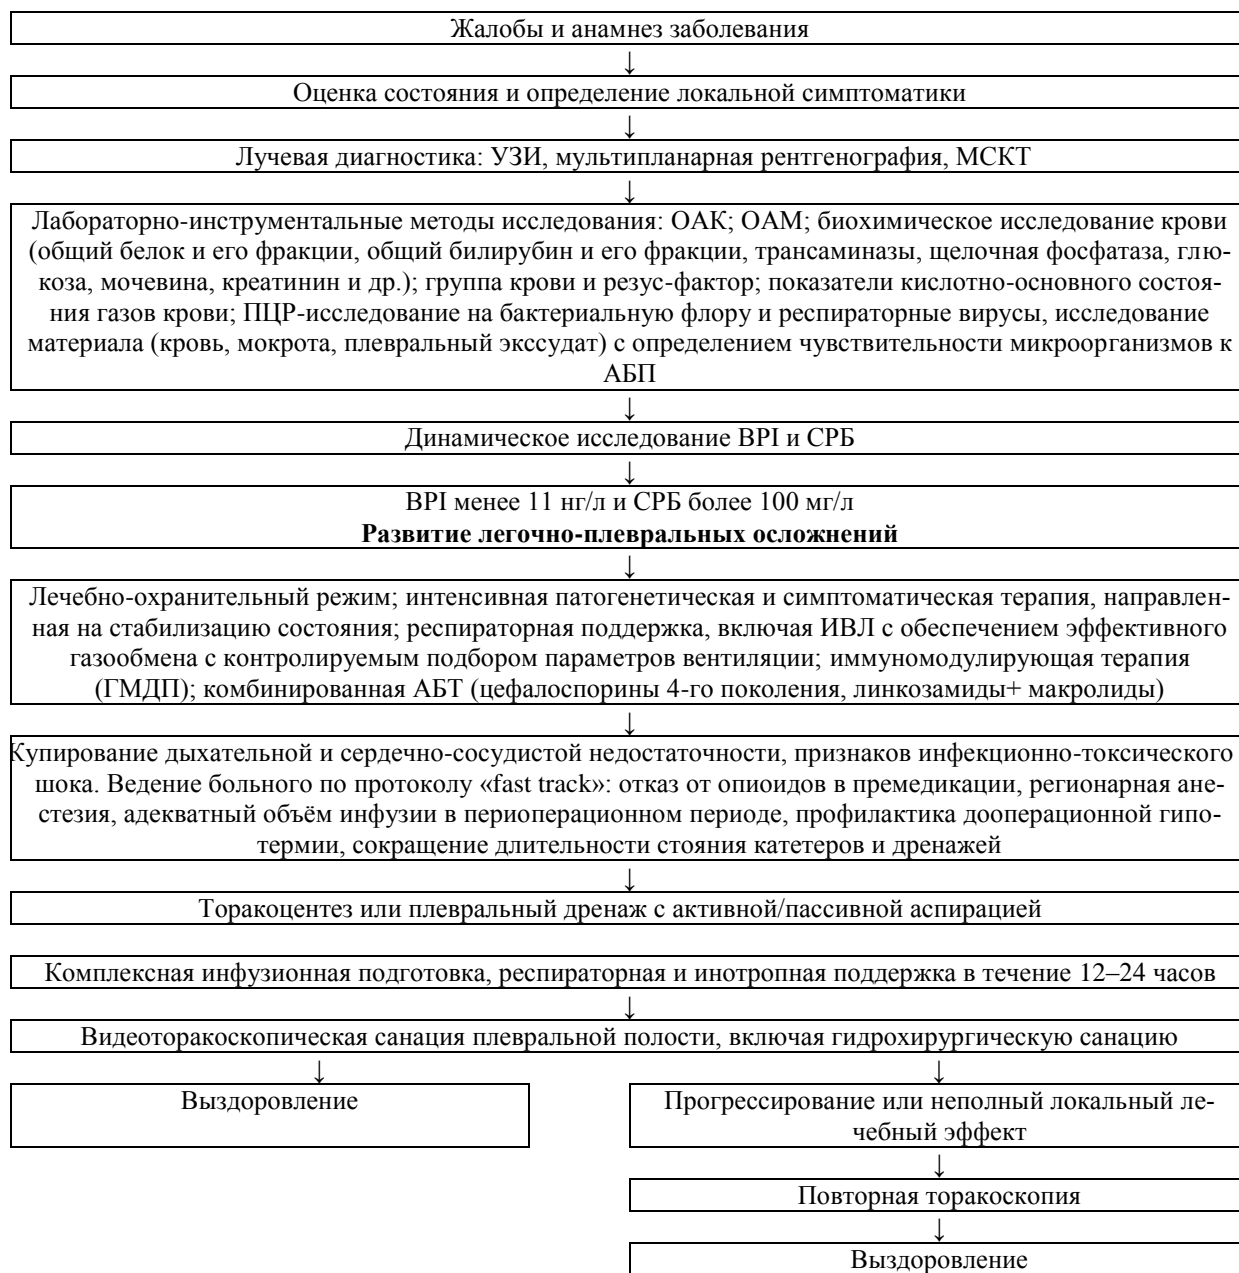 Жалобы и анамнез заболевания
↓
Оценка состояния и определение локальной симптоматики
↓
Лучевая диагностика: УЗИ, мультипланарная рентгенография, МСКТ
↓
Лабораторно-инструментальные методы исследования: ОАК; ОАМ; биохимическое исследование крови
(общий белок и его фракции, общий билирубин и его фракции, трансаминазы, щелочная фосфатаза, глю-
коза, мочевина, креатинин и др.); группа крови и резус-фактор; показатели кислотно-основного состоя-
ния газов крови; ПЦР-исследование на бактериальную флору и респираторные вирусы, исследование
материала (кровь, мокрота, плевральный экссудат) с определением чувствительности микроорганизмов к
АБП
↓
Динамическое исследование BPI и СРБ
↓
BPI менее 11 нг/л и СРБ более 100 мг/л
Развитие легочно-плевральных осложнений
↓
Лечебно-охранительный режим; интенсивная патогенетическая и симптоматическая терапия, направлен-
ная на стабилизацию состояния; респираторная поддержка, включая ИВЛ с обеспечением эффективного
газообмена с контролируемым подбором параметров вентиляции; иммуномодулирующая терапия
(ГМДП); комбинированная АБТ (цефалоспорины 4-го поколения, линкозамиды+ макролиды)
↓
Купирование дыхательной и сердечно-сосудистой недостаточности, признаков инфекционно-токсического
шока. Ведение больного по протоколу «fast track»: отказ от опиоидов в премедикации, регионарная ане-
стезия, адекватный объём инфузии в периоперационном периоде, профилактика дооперационной гипо-
термии, сокращение длительности стояния катетеров и дренажей
↓
Торакоцентез или плевральный дренаж с активной/пассивной аспирацией
Комплексная инфузионная подготовка, респираторная и инотропная поддержка в течение 12–24 часов
↓
Видеоторакоскопическая санация плевральной полости, включая гидрохирургическую санацию
↓ ↓
Выздоровление
Прогрессирование или неполный локальный ле-
чебный эффект
↓
Повторная торакоскопия
↓
Выздоровление